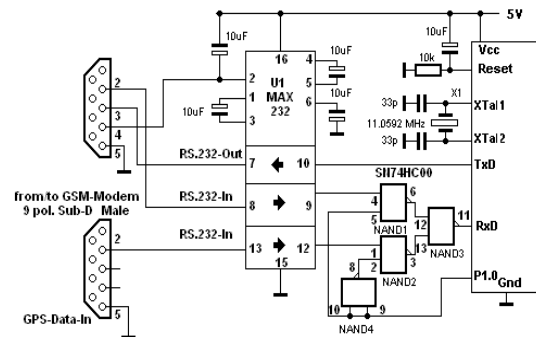 5V
10uF
10uF
16
4
Vcc
10k
Reset
2
U1
5
10uF
1
MAX
6
10uF
33p
X1
XTal1
3
232
11.0592 MHz
2
3
4
5
33p
XTal2
RS.232-Out
7
10
TxD
SN74HC00
RS.232-In
8
9
4
6
from/to GSM-Modem
9 pol. Sub-D Male
5
NAND1
12
11
RxD
RS.232-In
13
12
1
13
NAND3
2
15
8
2
3
NAND2
P1.0
Gnd
10
9
NAND4
GPS-Data-In
5